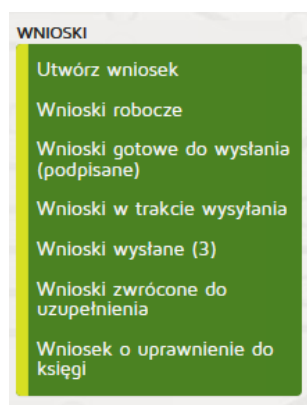 WNIOSKI
Utwórz wniosek
Wnioski robocze
Wnioski gotowe do wysłania
(podpisane)
Wnioski w trakcie wysyłania
Wnioski wysłane (3)
Wnioski zwrócone do
uzupełnienia
Wniosek o uprawnienie do
księgi